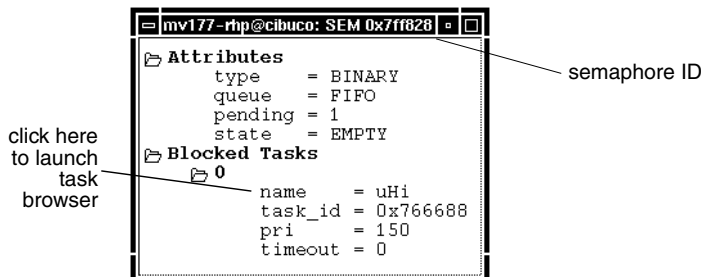 mv177-rhp@cibuco: SEM 0x7ff828
semaphore ID
Attributes
type = BINARY
queue = FIFO
pending = 1
state = EMPTY
Blocked Tasks
0
name = uHi
task_id = 0x766688
pri = 150
timeout = 0
click here
to launch
task
browser